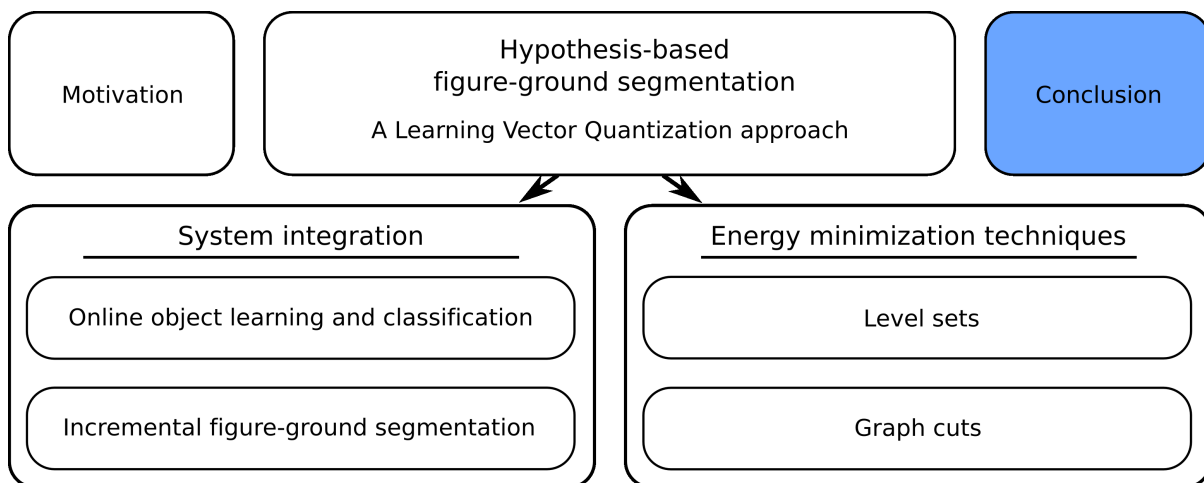 Motivation
Hypothesis-based
figure-ground segmentation
A Learning Vector Quantization approach
Conclusion
System integration
Online object learning and classification
Incremental figure-ground segmentation
Energy minimization techniques
Level sets
Graph cuts